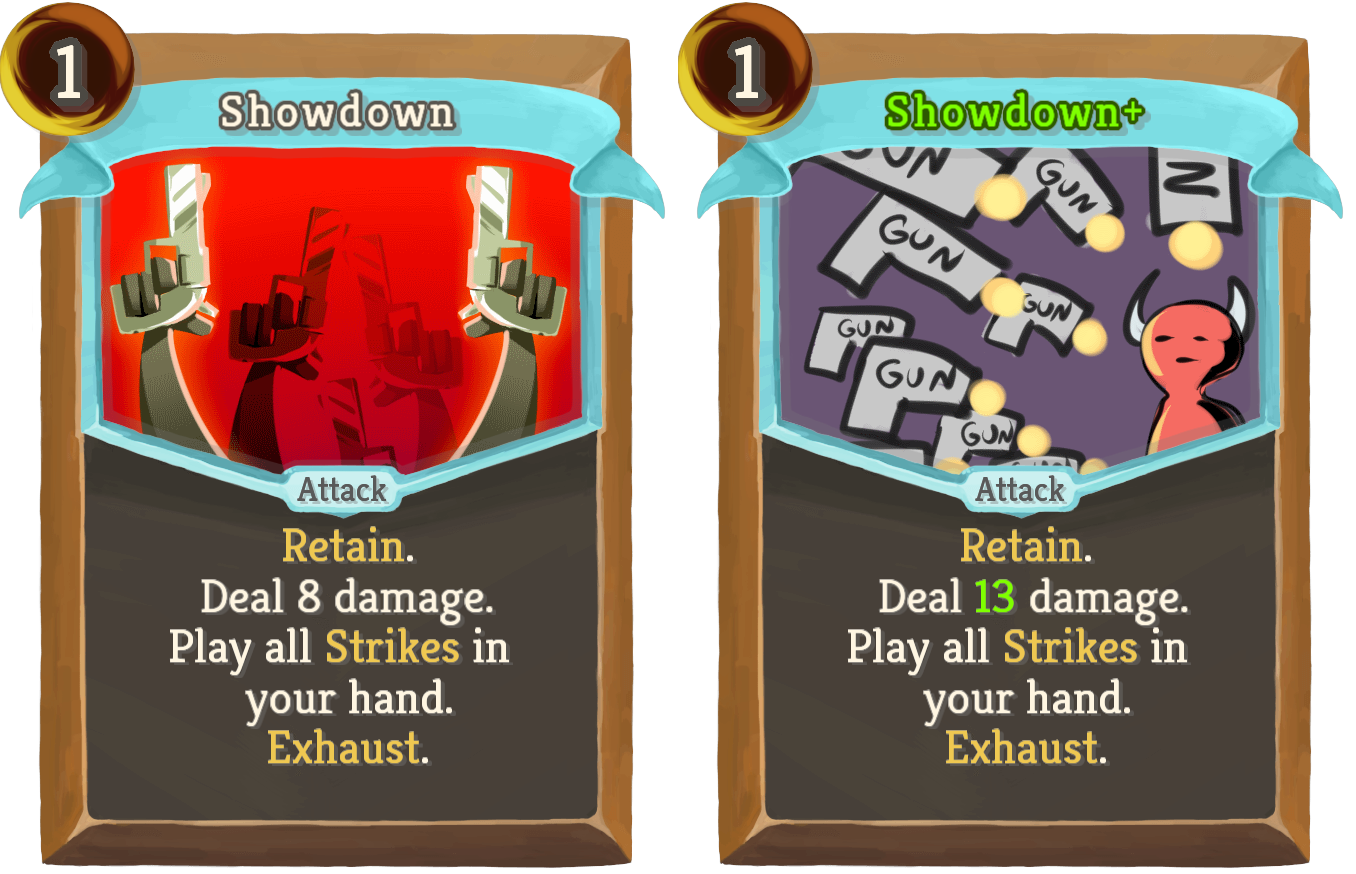 1
Showdown
Attack
Retain.
Deal 8 damage.
Play all Strikes in
your hand.
Exhaust.
1
Showdown+
GUN
GUN
N
GUN
GUN
GUN
GUN
GUN
Attack
Retain.
Deal 13 damage.
Play all Strikes in
your hand.
Exhaust.